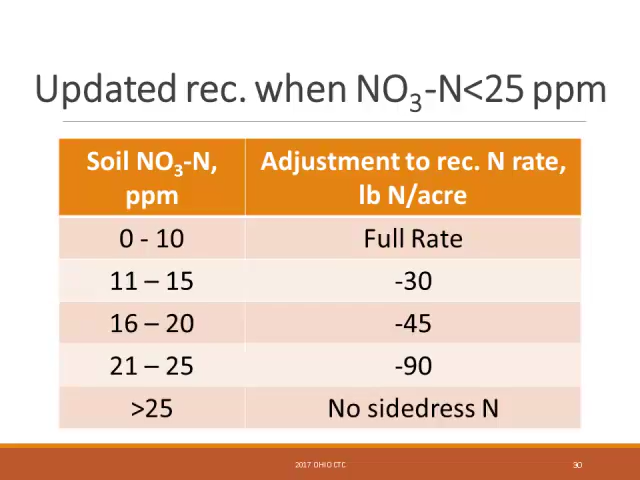 Updated rec. when NO3-N<25 ppm
Soil NO3-N, ppm	Adjustment to rec. N rate, lb N/acre
0 - 10	Full Rate
11 – 15	-30
16 – 20	-45
21 – 25	-90
>25	No sidedress N
2017 OHIO CTC	30